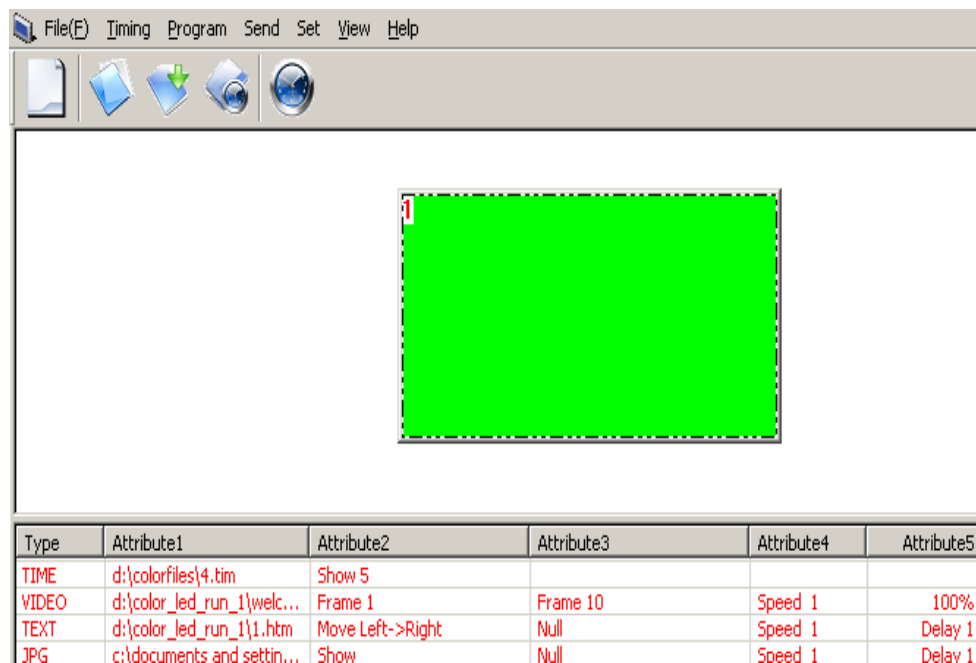 File(F) Timing Program Send Set View Help
1
Type Attribute1 Attribute2 Attribute3 Attribute4 Attribute5
TIME d:\colorfiles\4.tim Show 5
VIDEO d:\color_led_run_1\welc... Frame 1 Frame 10 Speed 1 100%
TEXT d:\color_led_run_1\1.htm Move Left->Right Null Speed 1 Delay 1
JPG c:\documents and settin... Show Null Speed 1 Delay 1